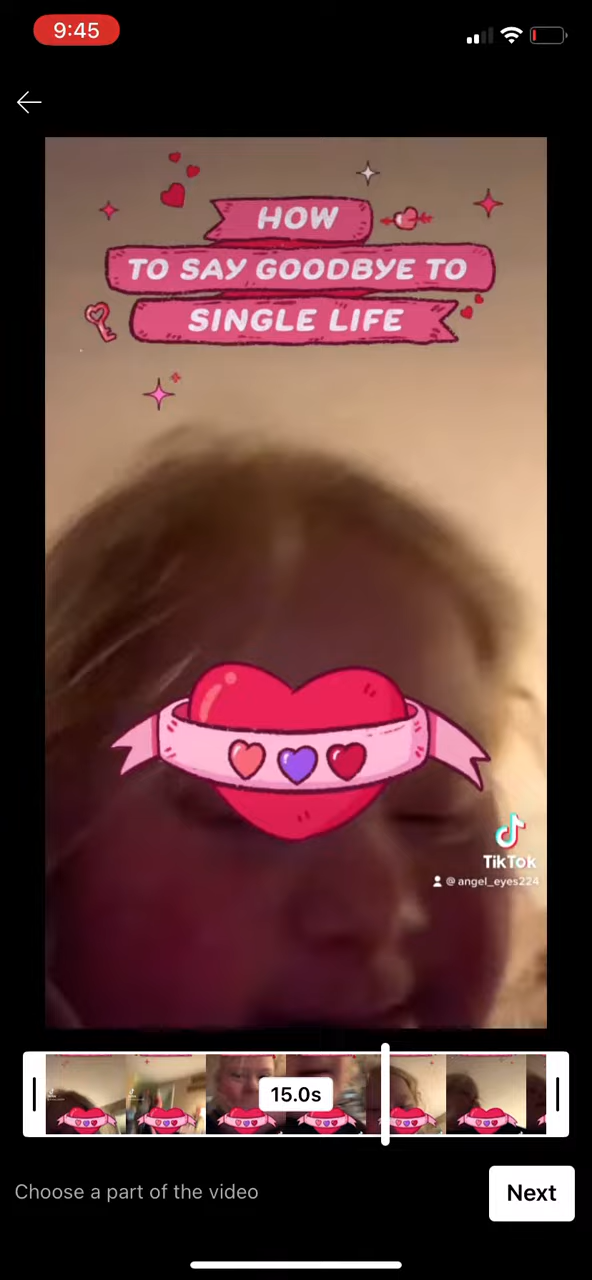 9:45
HOW
TO SAY GOODBYE TO
SINGLE LIFE
TikTok
@angel_eyes224
15.0s
Choose a part of the video
Next